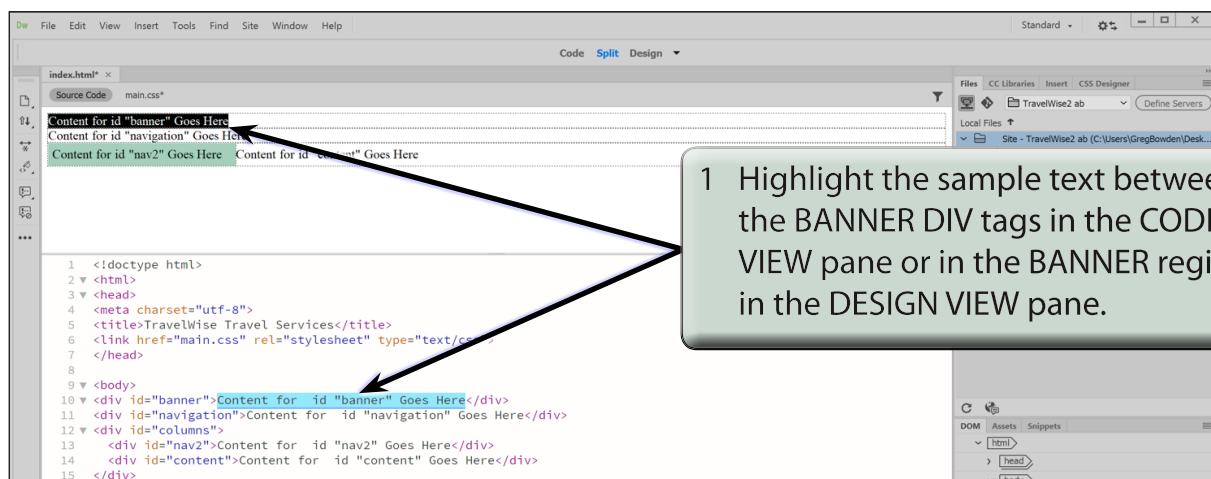 Dw File Edit View Insert Tools Find Site Window Help Standard
Code Split Design
index.html* ×
Source Code main.css*
Content for id "banner" Goes Here
Content for id "navigation" Goes Here
Content for id "nav2" Goes Here Content for id "content" Goes Here
Files CC Libraries Insert CSS Designer
TravelWise2 ab Define Servers
Local Files
Site - TravelWise2 ab (C:\Users\GregBowden\Desk...
1 Highlight the sample text
the BANNER DIV tags in the
VIEW pane or in the BANNER
in the DESIGN VIEW pane.
1 <!doctype html>
2 <html>
3 <head>
4 <meta charset="utf-8">
5 <title>TravelWise Travel Services</title>
6 <link href="main.css" rel="stylesheet" type="text/css">
7 </head>
8
9 <body>
10 <div id="banner">Content for id "banner" Goes Here</div>
11 <div id="navigation">Content for id "navigation" Goes Here</div>
12 <div id="columns">
13 <div id="nav2">Content for id "nav2" Goes Here</div>
14 <div id="content">Content for id "content" Goes Here</div>
15 </div>
DOM Assets Snippets
html
head
body